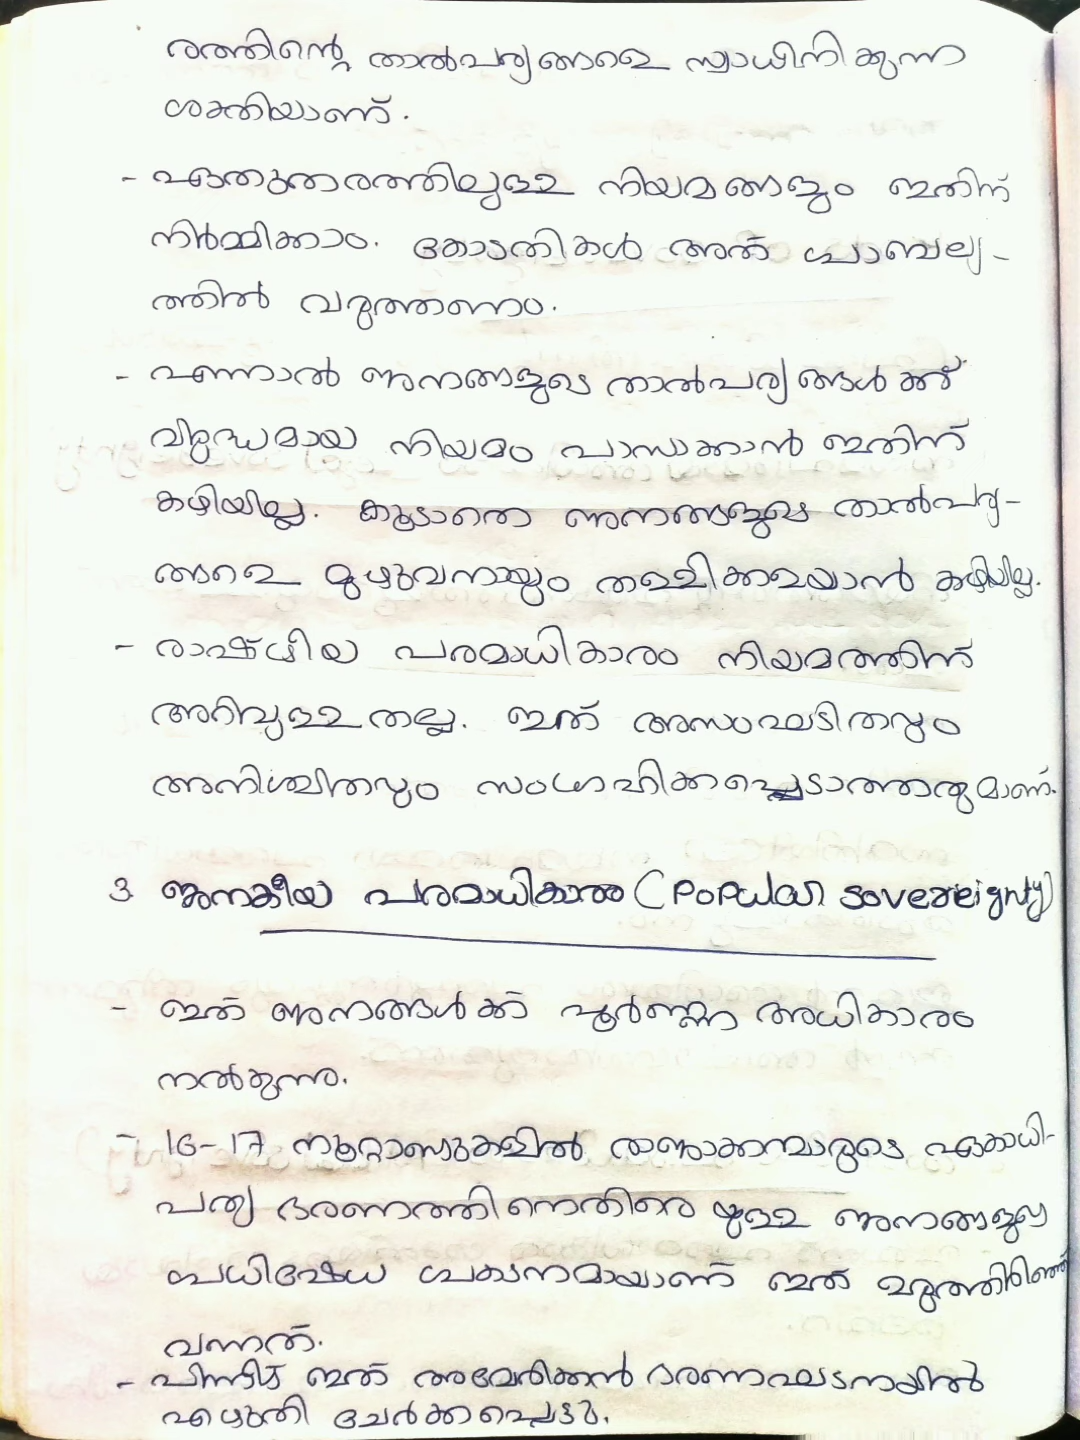 രത്തിന്റെ താൽപര്യങ്ങളെ സ്വാധീനിക്കുന്ന
ശക്തിയാണ്.
- ഏതുതരത്തിലുള്ള നിയമങ്ങളും ഇതിന്
നിർമ്മിക്കാം. കോടതികൾ അത് പ്രാബല്യ-
ത്തിൽ വരുത്തണം.
- എന്നാൽ ജനങ്ങളുടെ താൽപര്യങ്ങൾക്ക്
വിരുദ്ധമായ നിയമം പാസാക്കാൻ ഇതിന്
കഴിയില്ല. കൂടാതെ ജനങ്ങളുടെ താൽപര്യ-
ങ്ങളെ മുഴുവനായും തള്ളിക്കളയാൻ കഴിയില്ല.
- രാഷ്ട്രീയ പരമാധികാരം നിയമത്തിന്
അറിവുള്ളതല്ല. ഇത് അസംഘടിതവും
അനിശ്ചിതവും സംഗ്രഹിക്കപ്പെടാത്തതുമാണ്.
3. ജനകീയ പരമാധികാരം (Popular sovereignty)
- ഇത് ജനങ്ങൾക്ക് പൂർണ്ണ അധികാരം
നൽകുന്നു.
- 16-17 നൂറ്റാണ്ടുകളിൽ രാജാക്കന്മാരുടെ ഏകാധി-
പത്യ ഭരണത്തിനെതിരെയുള്ള ജനങ്ങളുടെ
പ്രധിഷേധ പ്രകടനമായാണ് ഇത് ഉരുത്തിരിഞ്ഞ്
വന്നത്.
- പിന്നീട് ഇത് അമേരിക്കൻ ഭരണഘടനയിൽ
എഴുതി ചേർക്കപ്പെട്ടു.